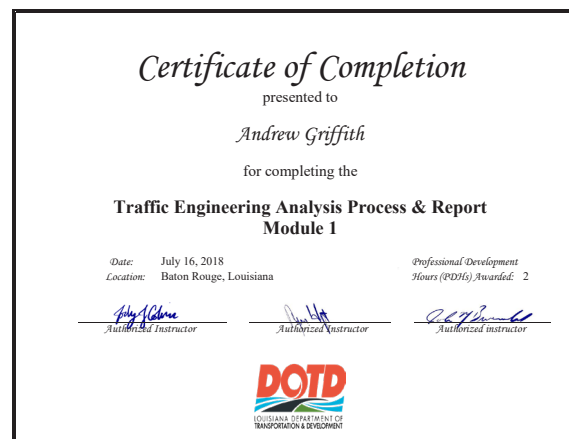 Certificate of Completion
presented to
Andrew Griffith
for completing the
Traffic Engineering Analysis Process & Report
Module 1
Date: July 16, 2018
Location: Baton Rouge, Louisiana
Professional Development
Hours (PDHs) Awarded: 2
Authorized Instructor
Authorized Instructor
Authorized instructor
DOTD
LOUISIANA DEPARTMENT OF
TRANSPORTATION & DEVELOPMENT